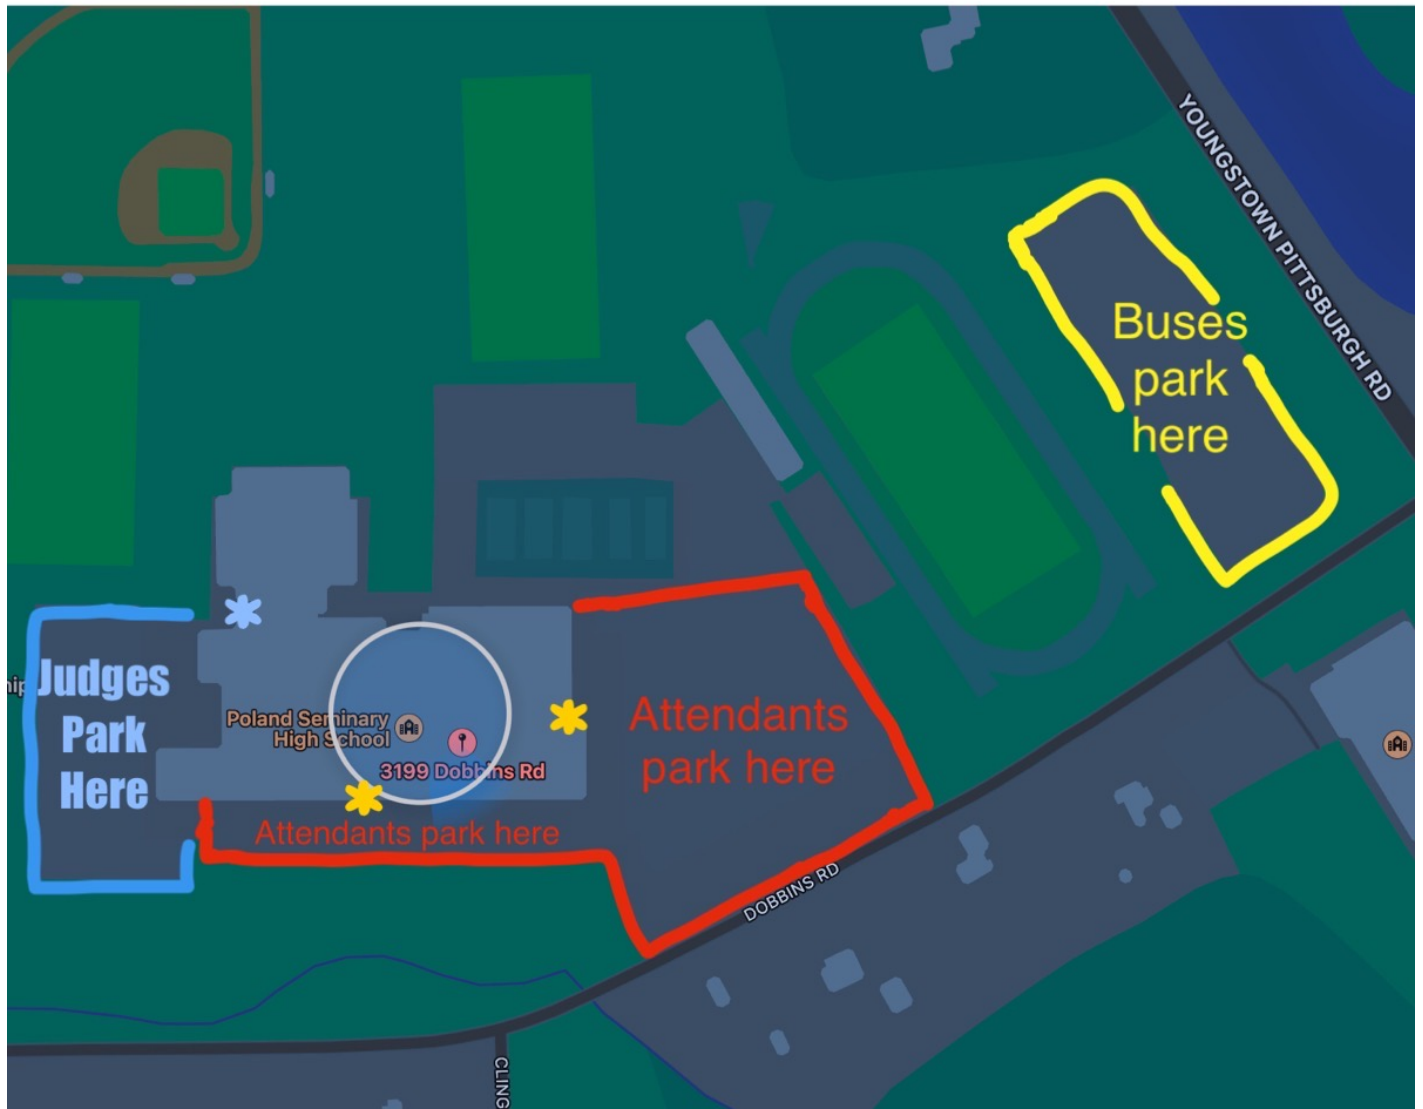 YOUNGSTOWN PITTSBURGH RD
Buses
park
here
Judges
Park
Here
Poland Seminary
High School
3199 Dobbins Rd
Attendants
park here
Attendants park here
DOBBINS RD
CLING